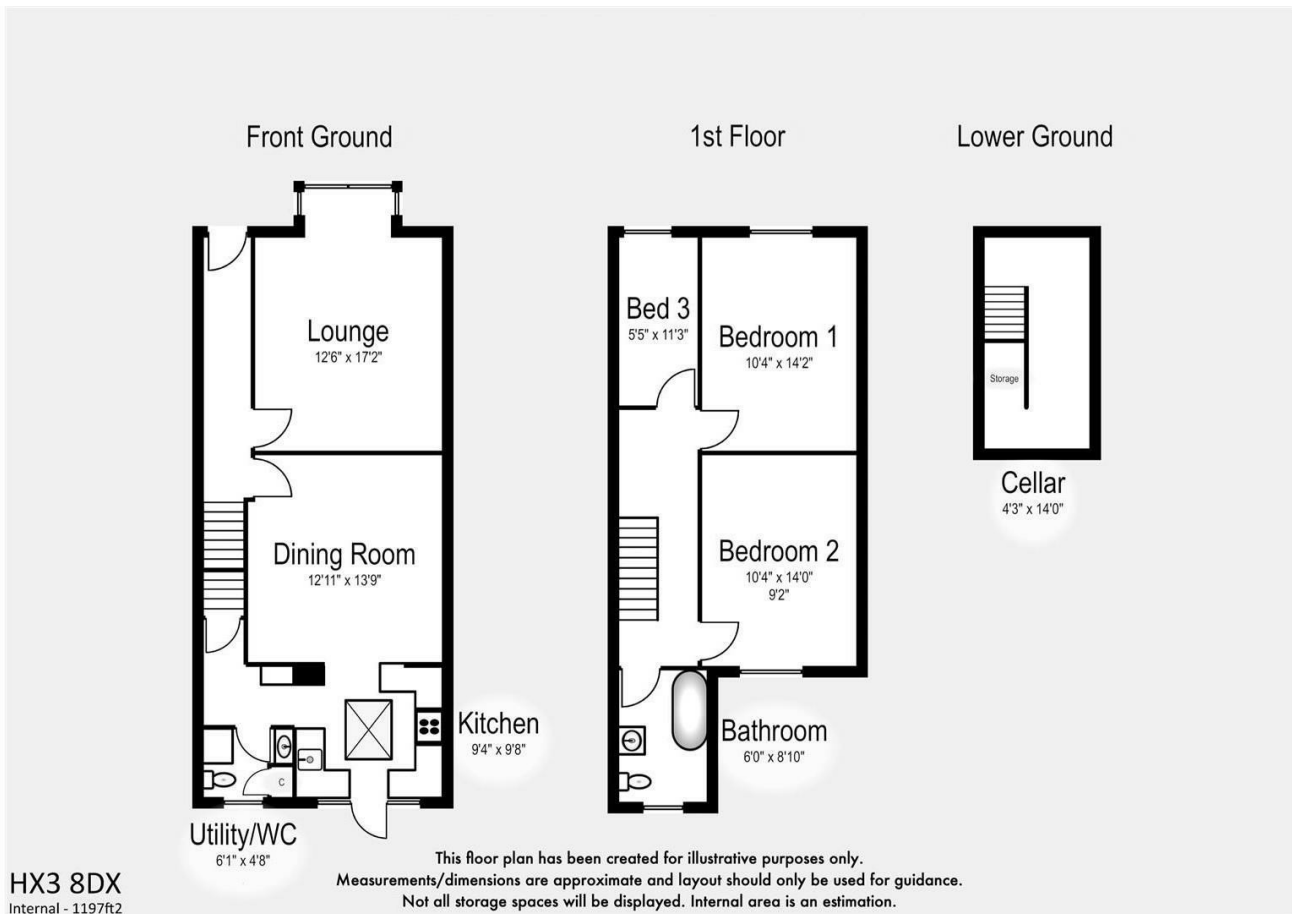 Front Ground
1st Floor
Lower Ground
Lounge
12'6" x 17'2"
Bed 3
5'5" x 11'3"
Bedroom 1
10'4" x 14'2"
Storage
Cellar
4'3" x 14'0"
Dining Room
12'11" x 13'9"
Bedroom 2
10'4" x 14'0"
9'2"
Kitchen
9'4" x 9'8"
Bathroom
6'0" x 8'10"
C
Utility/WC
6'1" x 4'8"
This floor plan has been created for illustrative purposes only.
Measurements/dimensions are approximate and layout should only be used for guidance.
Not all storage spaces will be displayed. Internal area is an estimation.
HX3 8DX
Internal - 1197ft2